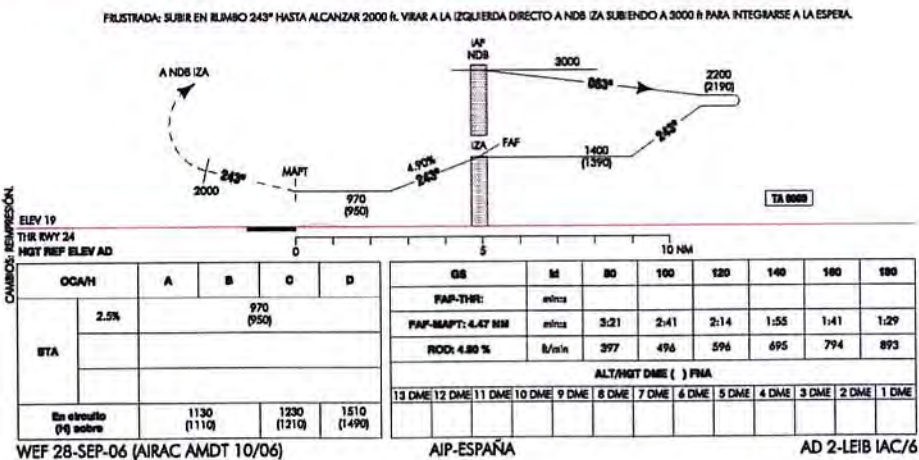 FRUSTRADA: SUBIR EN RUMBO 243º HASTA ALCANZAR 2000 ft. VIRAR A LA IZQUIERDA DIRECTO A NDB IZA SUBIENDO A 3000 ft PARA INTEGRARSE A LA ESPERA.
IAF
NDB
3000
A NDB IZA
063º
2200
(2190)
IZA
FAF
1400
(1390)
243º
4.90%
243º
MAPT
243º
2000
970
(950)
TA 6000
CAMBIOS: REIMPRESIÓN.
ELEV 19
THR RWY 24
HGT REF ELEV AD
0 5 10 NM
OCA/H A B C D
STA 2.5% 970
(950)
En circuito
(H) sobre
1130
(1110)
1230
(1210)
1510
(1490)
GS kt 80 100 120 140 160 180
FAF-THR: min:s
FAF-MAPT: 4.47 NM min:s 3:21 2:41 2:14 1:55 1:41 1:29
ROD: 4.90 % ft/min 397 496 596 695 794 893
ALT/HGT DME ( ) FNA
13 DME 12 DME 11 DME 10 DME 9 DME 8 DME 7 DME 6 DME 5 DME 4 DME 3 DME 2 DME 1 DME
WEF 28-SEP-06 (AIRAC AMDT 10/06) AIP-ESPAÑA AD 2-LEIB IAC/6